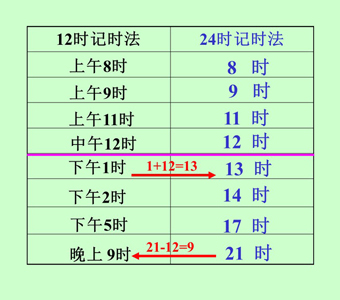 12时记时法 24时记时法
上午8时 8 时
上午9时 9 时
上午11时 11 时
中午12时 12 时
下午1时 1+12=13 13 时
下午2时 14 时
下午5时 17 时
晚上9时 21-12=9 21 时